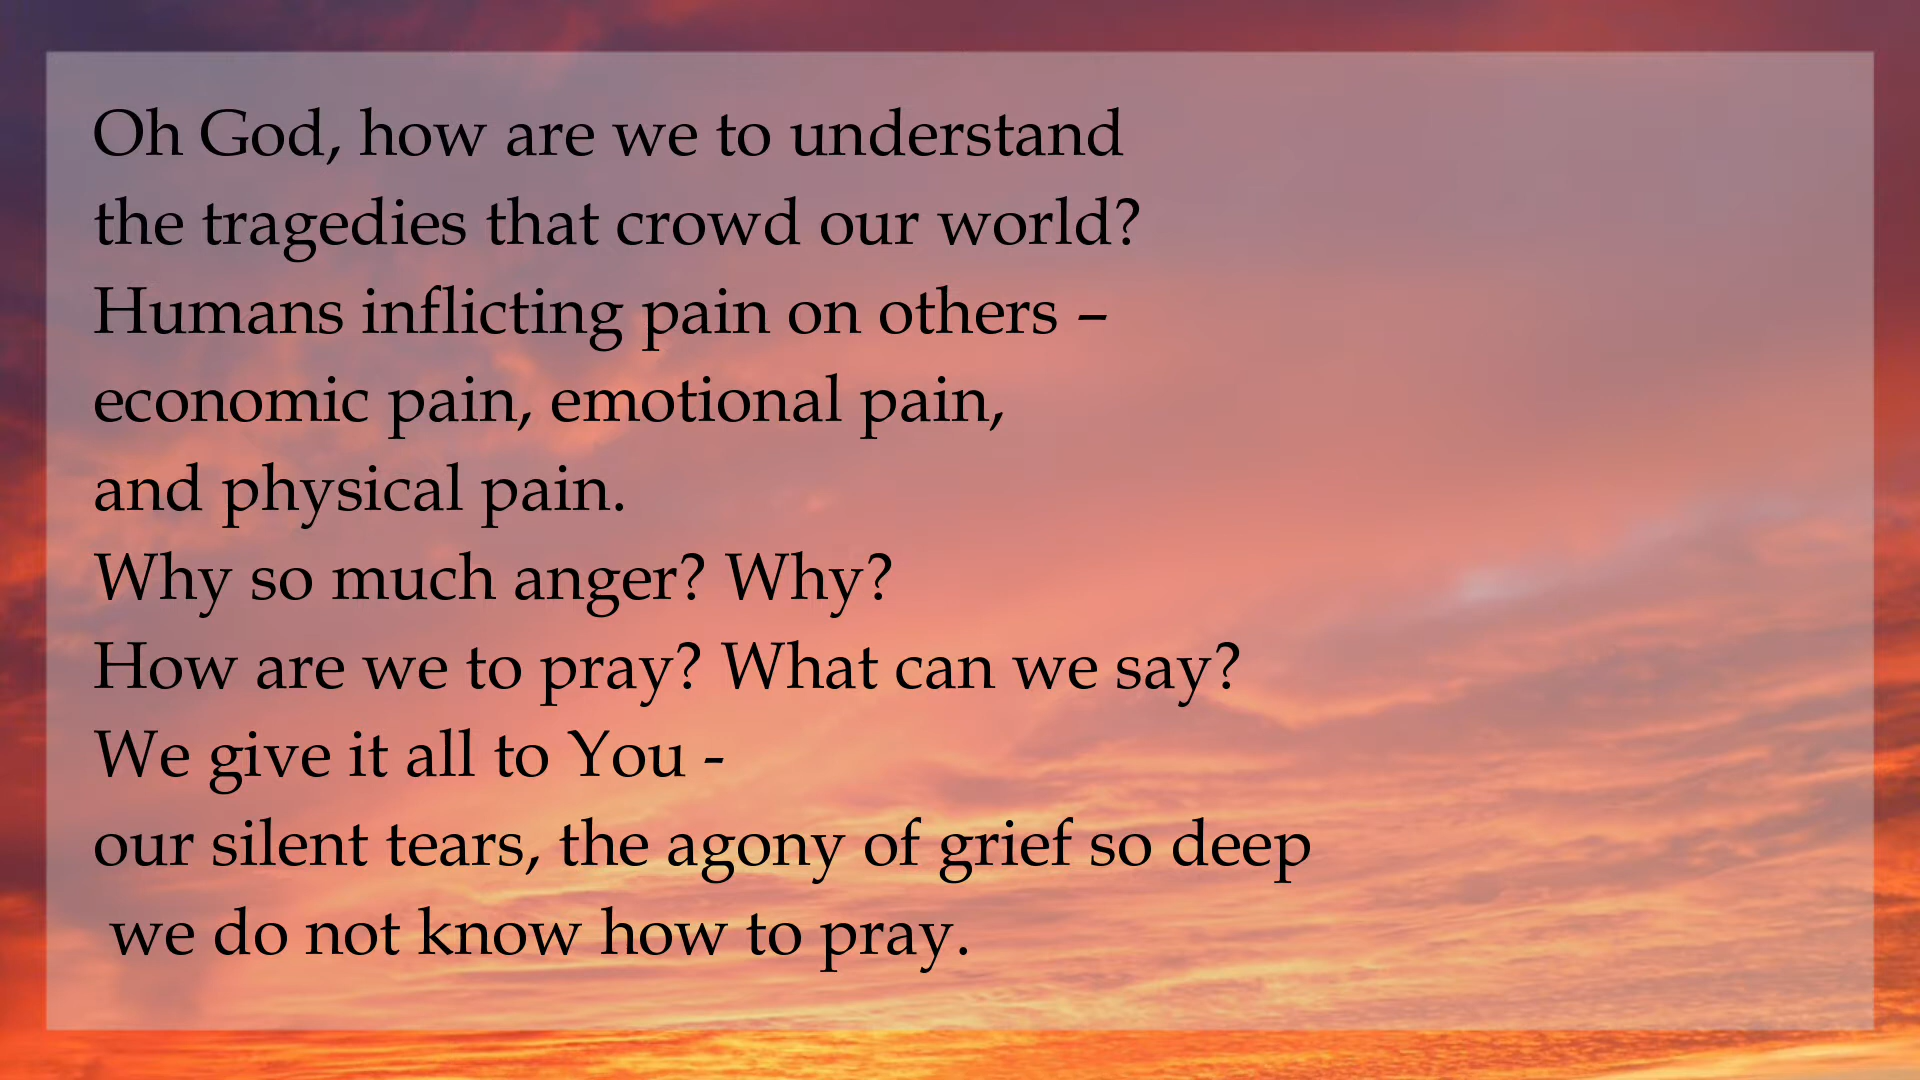 Oh God, how are we to understand
the tragedies that crowd our world?
Humans inflicting pain on others –
economic pain, emotional pain,
and physical pain.
Why so much anger? Why?
How are we to pray? What can we say?
We give it all to You -
our silent tears, the agony of grief so deep
we do not know how to pray.